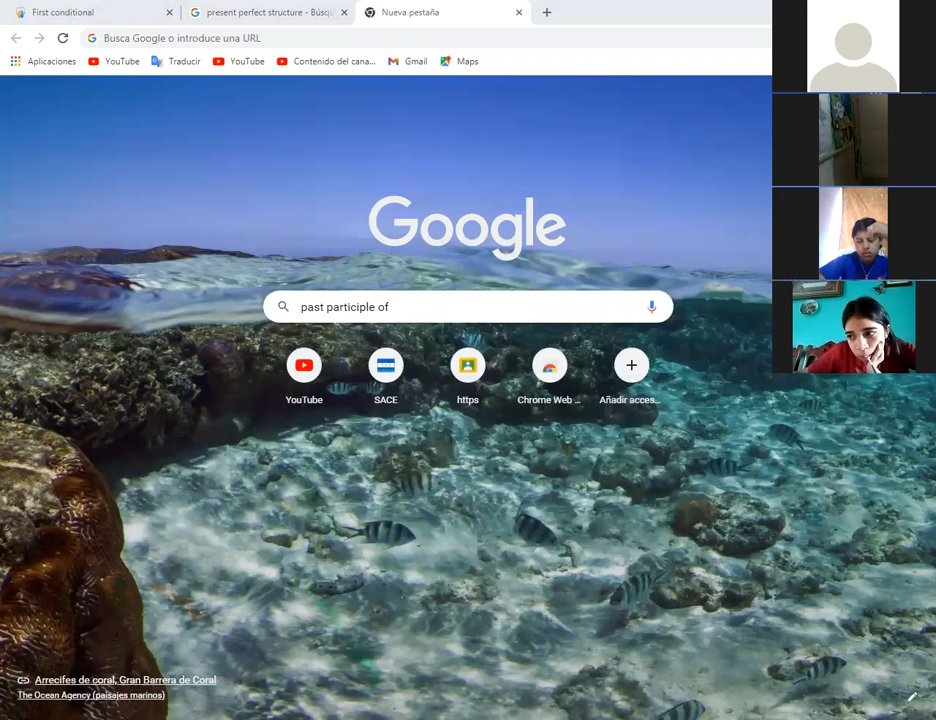 First conditional
present perfect structure - Búsqu
Nueva pestaña
Busca Google o introduce una URL
Aplicaciones
YouTube
Traducir
YouTube
Contenido del cana...
Gmail
Maps
Google
past participle of
YouTube
SACE
https
Chrome Web ...
Añadir acces...
Arrecifes de coral, Gran Barrera de Coral
The Ocean Agency (paisajes marinos)